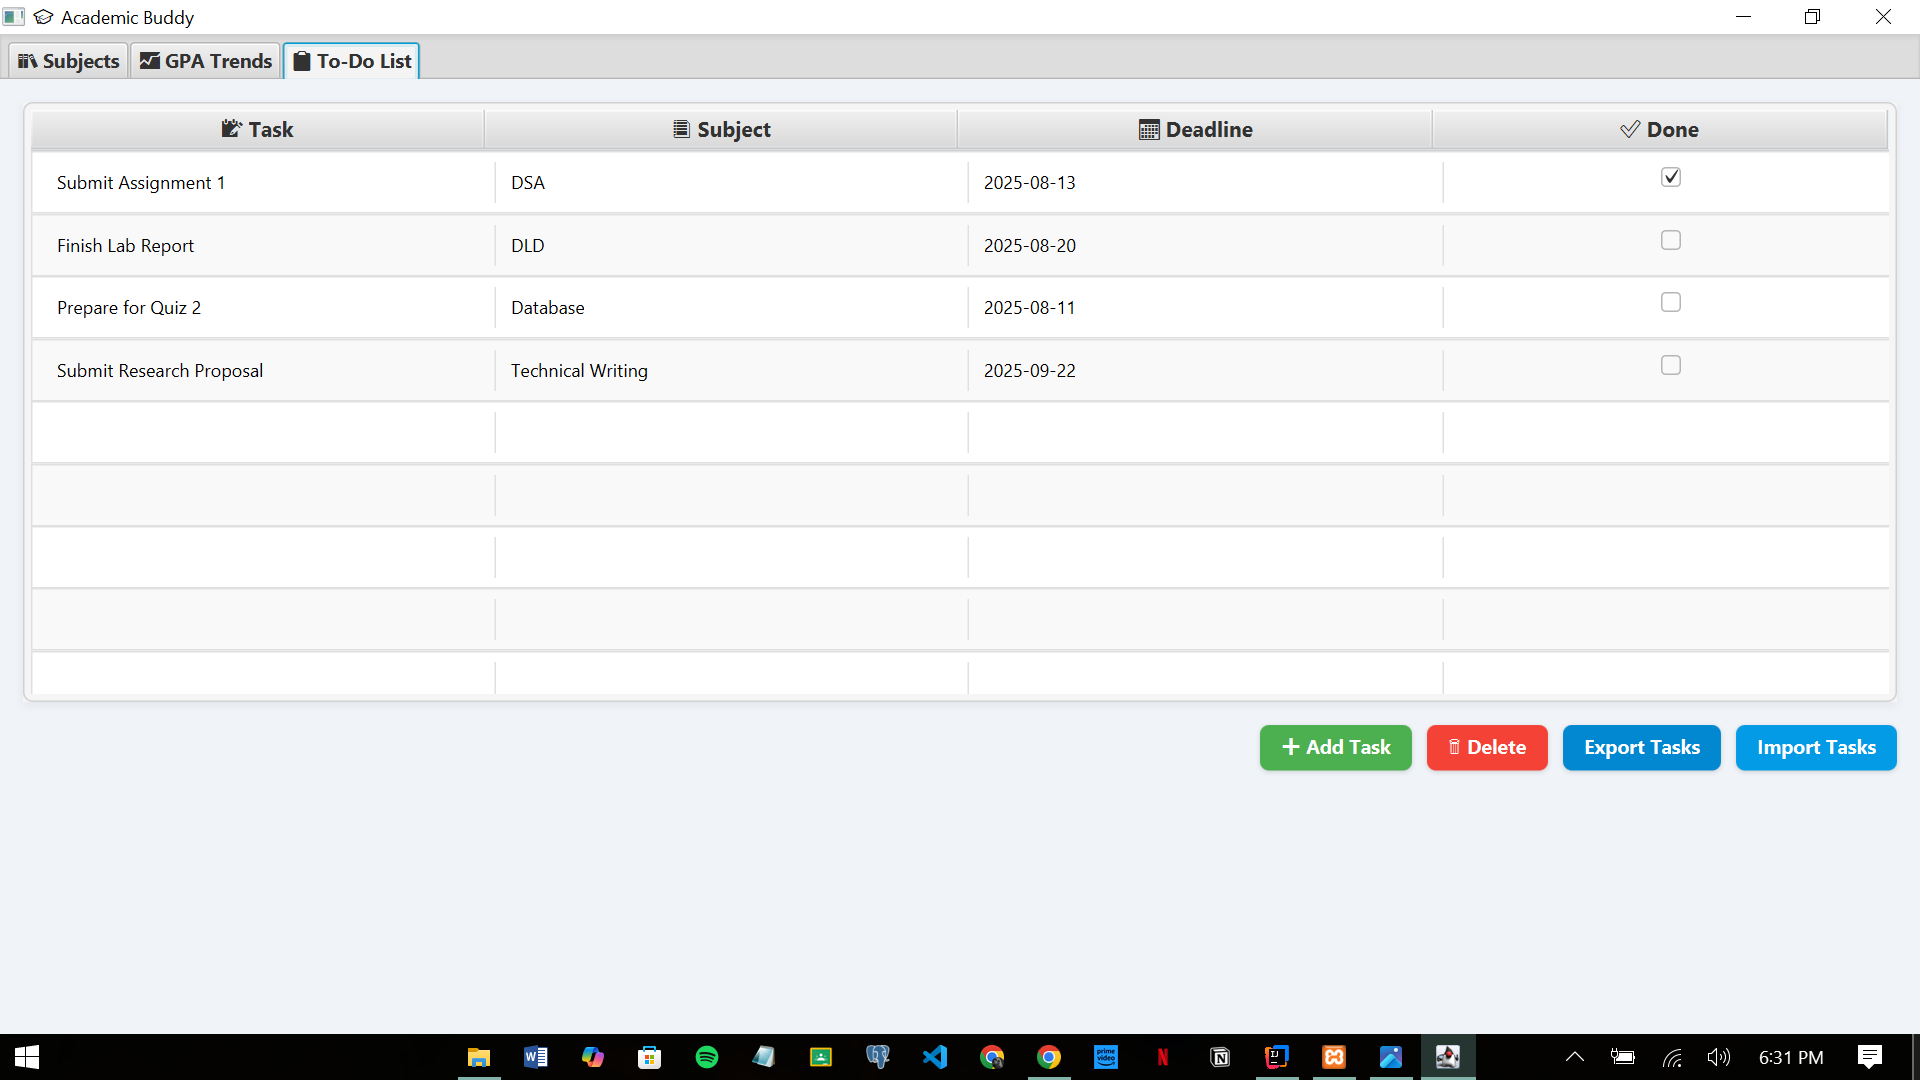 Academic Buddy
Subjects GPA Trends To-Do List
Task Subject Deadline Done
Submit Assignment 1 DSA 2025-08-13
Finish Lab Report DLD 2025-08-20
Prepare for Quiz 2 Database 2025-08-11
Submit Research Proposal Technical Writing 2025-09-22
+ Add Task Delete Export Tasks Import Tasks
prime video
6:31 PM